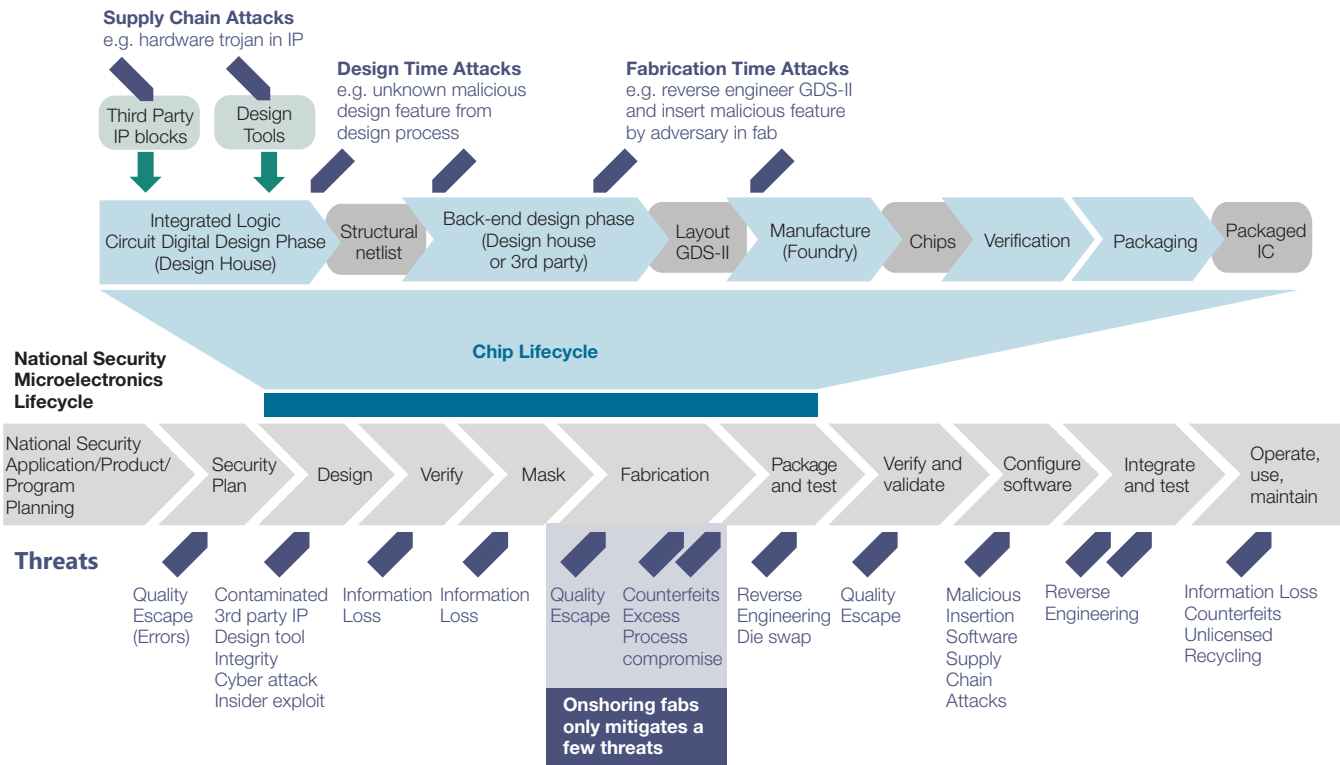 Supply Chain Attacks
e.g. hardware trojan in IP
Design Time Attacks
e.g. unknown malicious
design feature from
design process
Fabrication Time Attacks
e.g. reverse engineer GDS-II
and insert malicious feature
by adversary in fab
Third Party
IP blocks
Design
Tools
Integrated Logic
Circuit Digital Design Phase
(Design House)
Structural
netlist
Back-end design phase
(Design house
or 3rd party)
Layout
GDS-II
Manufacture
(Foundry)
Chips
Verification
Packaging
Packaged
IC
Chip Lifecycle
National Security
Microelectronics
Lifecycle
National Security
Application/Product/
Program
Planning
Security
Plan
Design
Verify
Mask
Fabrication
Package
and test
Verify and
validate
Configure
software
Integrate
and test
Operate,
use,
maintain
Threats
Quality
Escape
(Errors)
Contaminated
3rd party IP
Design tool
Integrity
Cyber attack
Insider exploit
Information
Loss
Information
Loss
Quality
Escape
Counterfeits
Excess
Process
compromise
Reverse
Engineering
Die swap
Quality
Escape
Malicious
Insertion
Software
Supply
Chain
Attacks
Reverse
Engineering
Information Loss
Counterfeits
Unlicensed
Recycling
Onshoring fabs
only mitigates a
few threats